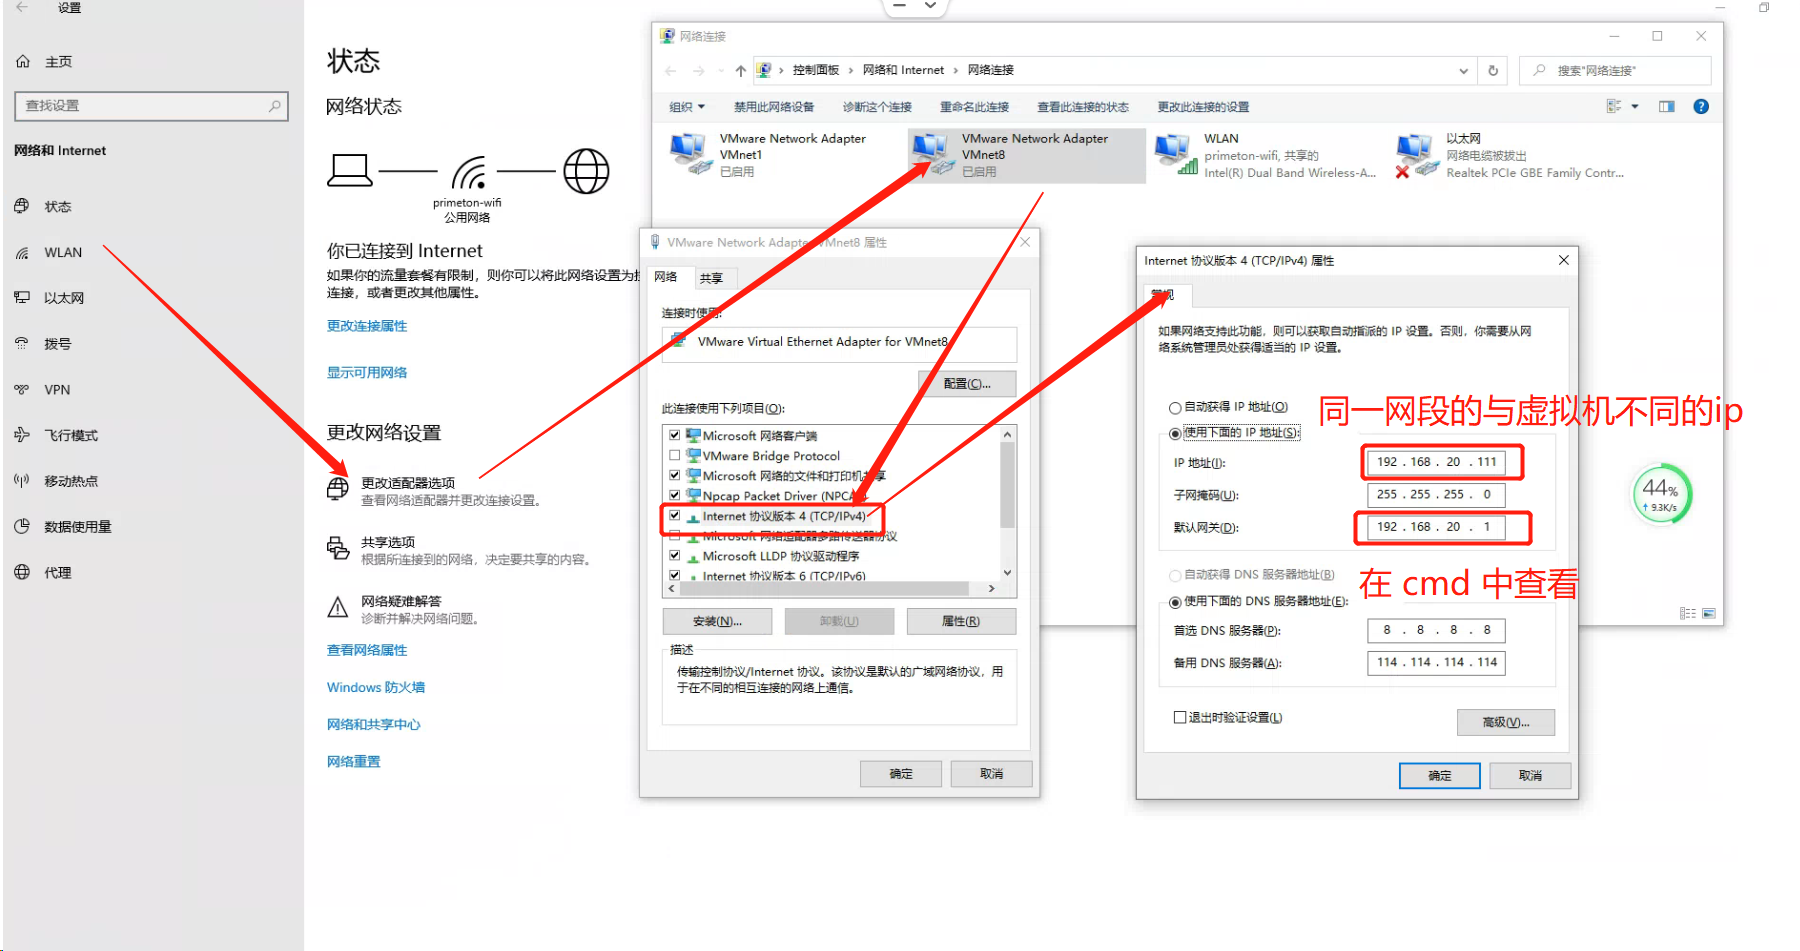 设置
主页
查找设置
网络和 Internet
状态
WLAN
以太网
拨号
VPN
飞行模式
移动热点
数据使用量
代理
状态
网络状态
primeton-wifi
公用网络
你已连接到 Internet
如果你的流量套餐有限制，则你可以将此网络设置为按
连接，或者更改其他属性。
更改连接属性
显示可用网络
更改网络设置
更改适配器选项
查看网络适配器并更改连接设置。
共享选项
根据所连接到的网络，决定要共享的内容。
网络疑难解答
诊断并解决网络问题。
查看网络属性
Windows 防火墙
网络和共享中心
网络重置
网络连接
控制面板 › 网络和 Internet › 网络连接
搜索"网络连接"
组织 禁用此网络设备 诊断这个连接 重命名此连接 查看此连接的状态 更改此连接的设置
VMware Network Adapter
VMnet1
已启用
VMware Network Adapter
VMnet8
已启用
WLAN
primeton-wifi, 共享的
Intel(R) Dual Band Wireless-A...
以太网
网络电缆被拔出
Realtek PCIe GBE Family Contr...
VMware Network Adapter VMnet8 属性
网络 共享
连接时使用:
VMware Virtual Ethernet Adapter for VMnet8
配置(C)...
此连接使用下列项目(O):
Microsoft 网络客户端
VMware Bridge Protocol
Microsoft 网络的文件和打印机共享
Npcap Packet Driver (NPCA
Internet 协议版本 4 (TCP/IPv4)
Microsoft 网络适配器多路传送器协议
Microsoft LLDP 协议驱动程序
Internet 协议版本 6 (TCP/IPv6)
安装(N)... 卸载(U) 属性(R)
描述
传输控制协议/Internet 协议。该协议是默认的广域网络协议，用
于在不同的相互连接的网络上通信。
确定 取消
Internet 协议版本 4 (TCP/IPv4) 属性
常规
如果网络支持此功能，则可以获取自动指派的 IP 设置。否则，你需要从网
络系统管理员处获得适当的 IP 设置。
自动获得 IP 地址(O)
同一网段的与虚拟机不同的ip
使用下面的 IP 地址(S):
IP 地址(I): 192 . 168 . 20 . 111
子网掩码(U): 255 . 255 . 255 . 0
默认网关(D): 192 . 168 . 20 . 1
自动获得 DNS 服务器地址(B)
在 cmd 中查看
使用下面的 DNS 服务器地址(E):
首选 DNS 服务器(P): 8 . 8 . 8 . 8
备用 DNS 服务器(A): 114 . 114 . 114 . 114
退出时验证设置(L)
高级(V)...
确定 取消
44%
↑ 9.3K/s